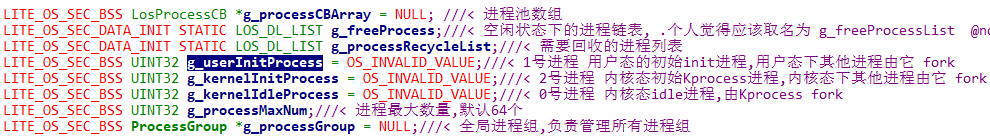 LITE_OS_SEC_BSS LosProcessCB *g_processCBArray = NULL; ///< 进程池数组
LITE_OS_SEC_DATA_INIT STATIC LOS_DL_LIST g_freeProcess;///< 空闲状态下的进程链表, .个人觉得应该取名为 g_freeProcessList @no
LITE_OS_SEC_DATA_INIT STATIC LOS_DL_LIST g_processRecycleList;///< 需要回收的进程列表
LITE_OS_SEC_BSS UINT32 g_userInitProcess = OS_INVALID_VALUE;///< 1号进程 用户态的初始init进程,用户态下其他进程由它 fork
LITE_OS_SEC_BSS UINT32 g_kernelInitProcess = OS_INVALID_VALUE;///< 2号进程 内核态初始Kprocess进程,内核态下其他进程由它 fork
LITE_OS_SEC_BSS UINT32 g_kernelIdleProcess = OS_INVALID_VALUE;///< 0号进程 内核态idle进程,由Kprocess fork
LITE_OS_SEC_BSS UINT32 g_processMaxNum;///< 进程最大数量,默认64个
LITE_OS_SEC_BSS ProcessGroup *g_processGroup = NULL;///< 全局进程组,负责管理所有进程组